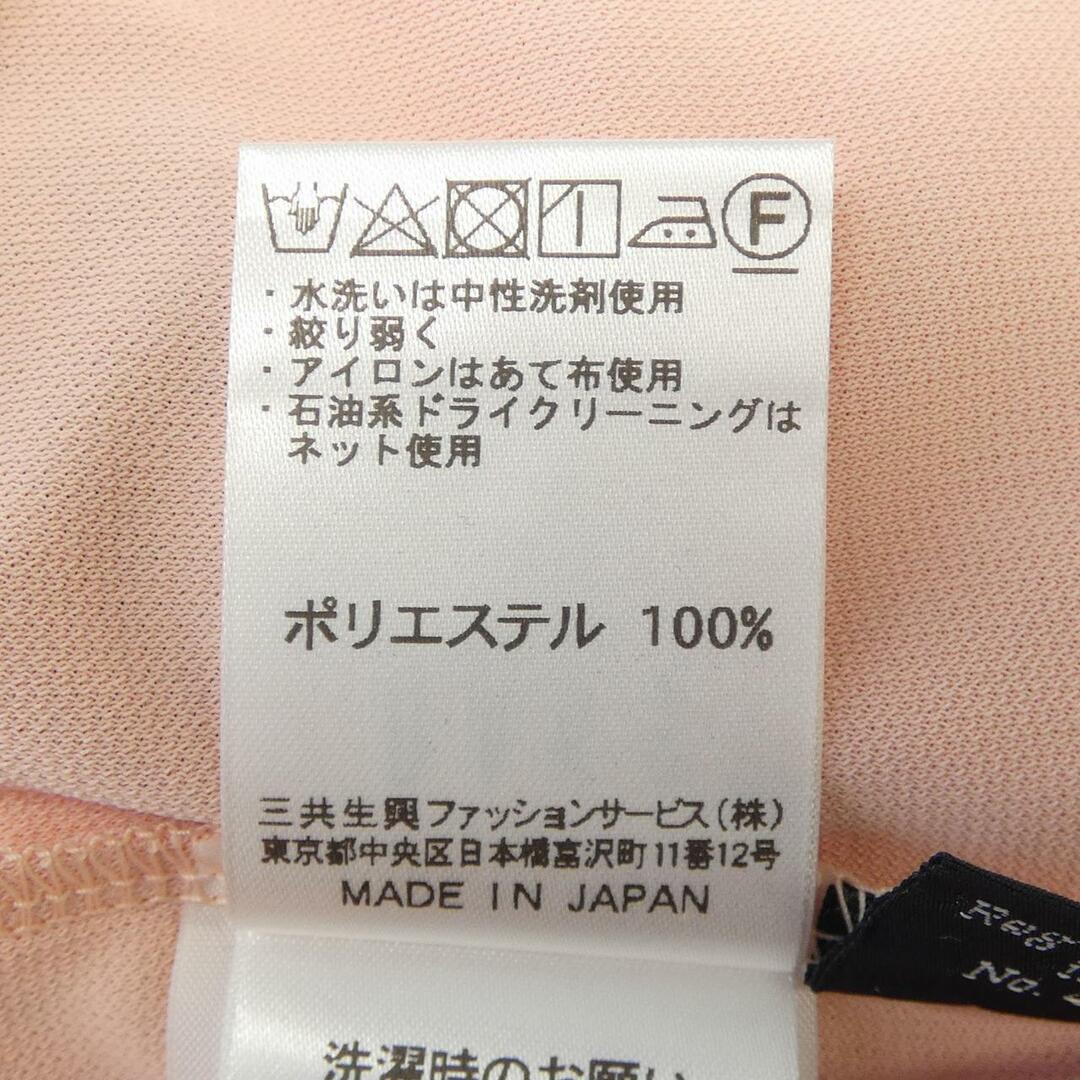 F
・水洗いは中性洗剤使用
・絞り弱く
・アイロンはあて布使用
・石油系ドライクリーニングは
ネット使用
ポリエステル 100%
三共生興ファッションサービス(株)
東京都中央区日本橋富沢町11番12号
MADE IN JAPAN
No.
洗濯時のお願い